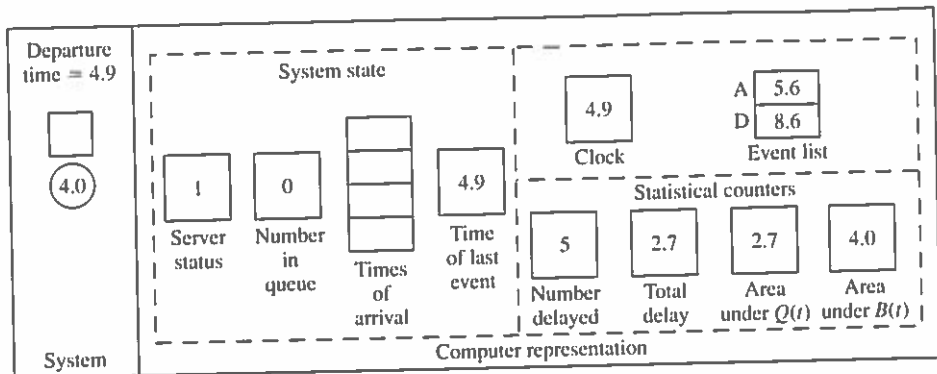 Departure
time = 4.9
4.0
System
System state
1
Server
status
0
Number
in
queue
Times
of
arrival
4.9
Time
of last
event
4.9
Clock
A 5.6
D 8.6
Event list
Statistical counters
5
Number
delayed
2.7
Total
delay
2.7
Area
under Q(t)
4.0
Area
under B(t)
Computer representation